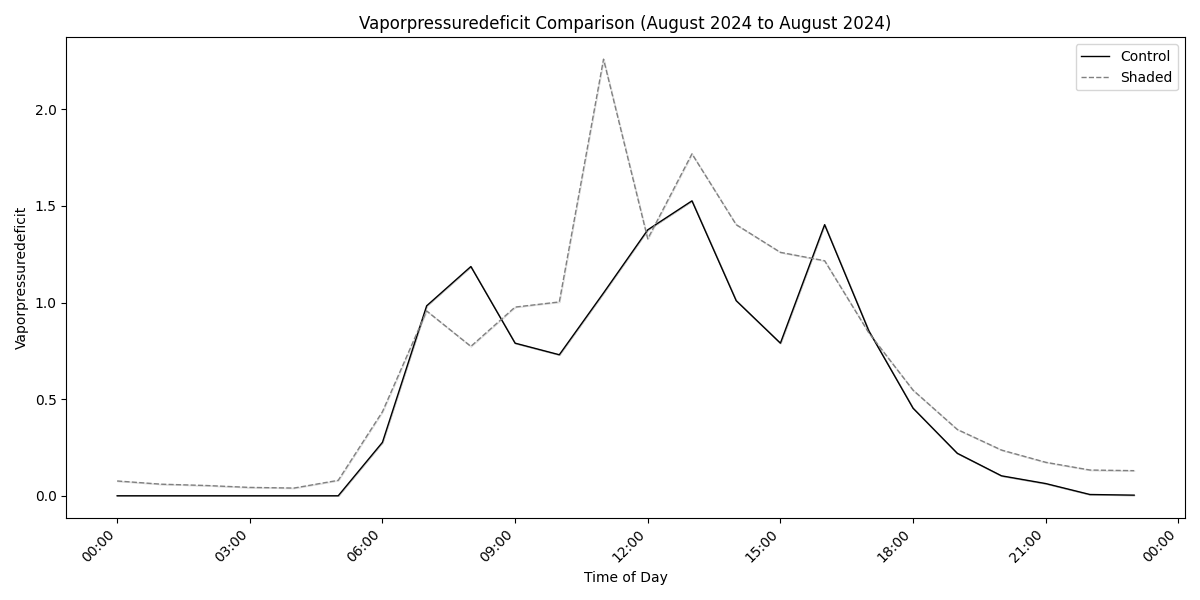 Vaporpressuredeficit Comparison (August 2024 to August 2024)
Control
Shaded
Vaporpressuredeficit
2.0
1.5
1.0
0.5
0.0
00:00
03:00
06:00
09:00
12:00
15:00
18:00
21:00
00:00
Time of Day